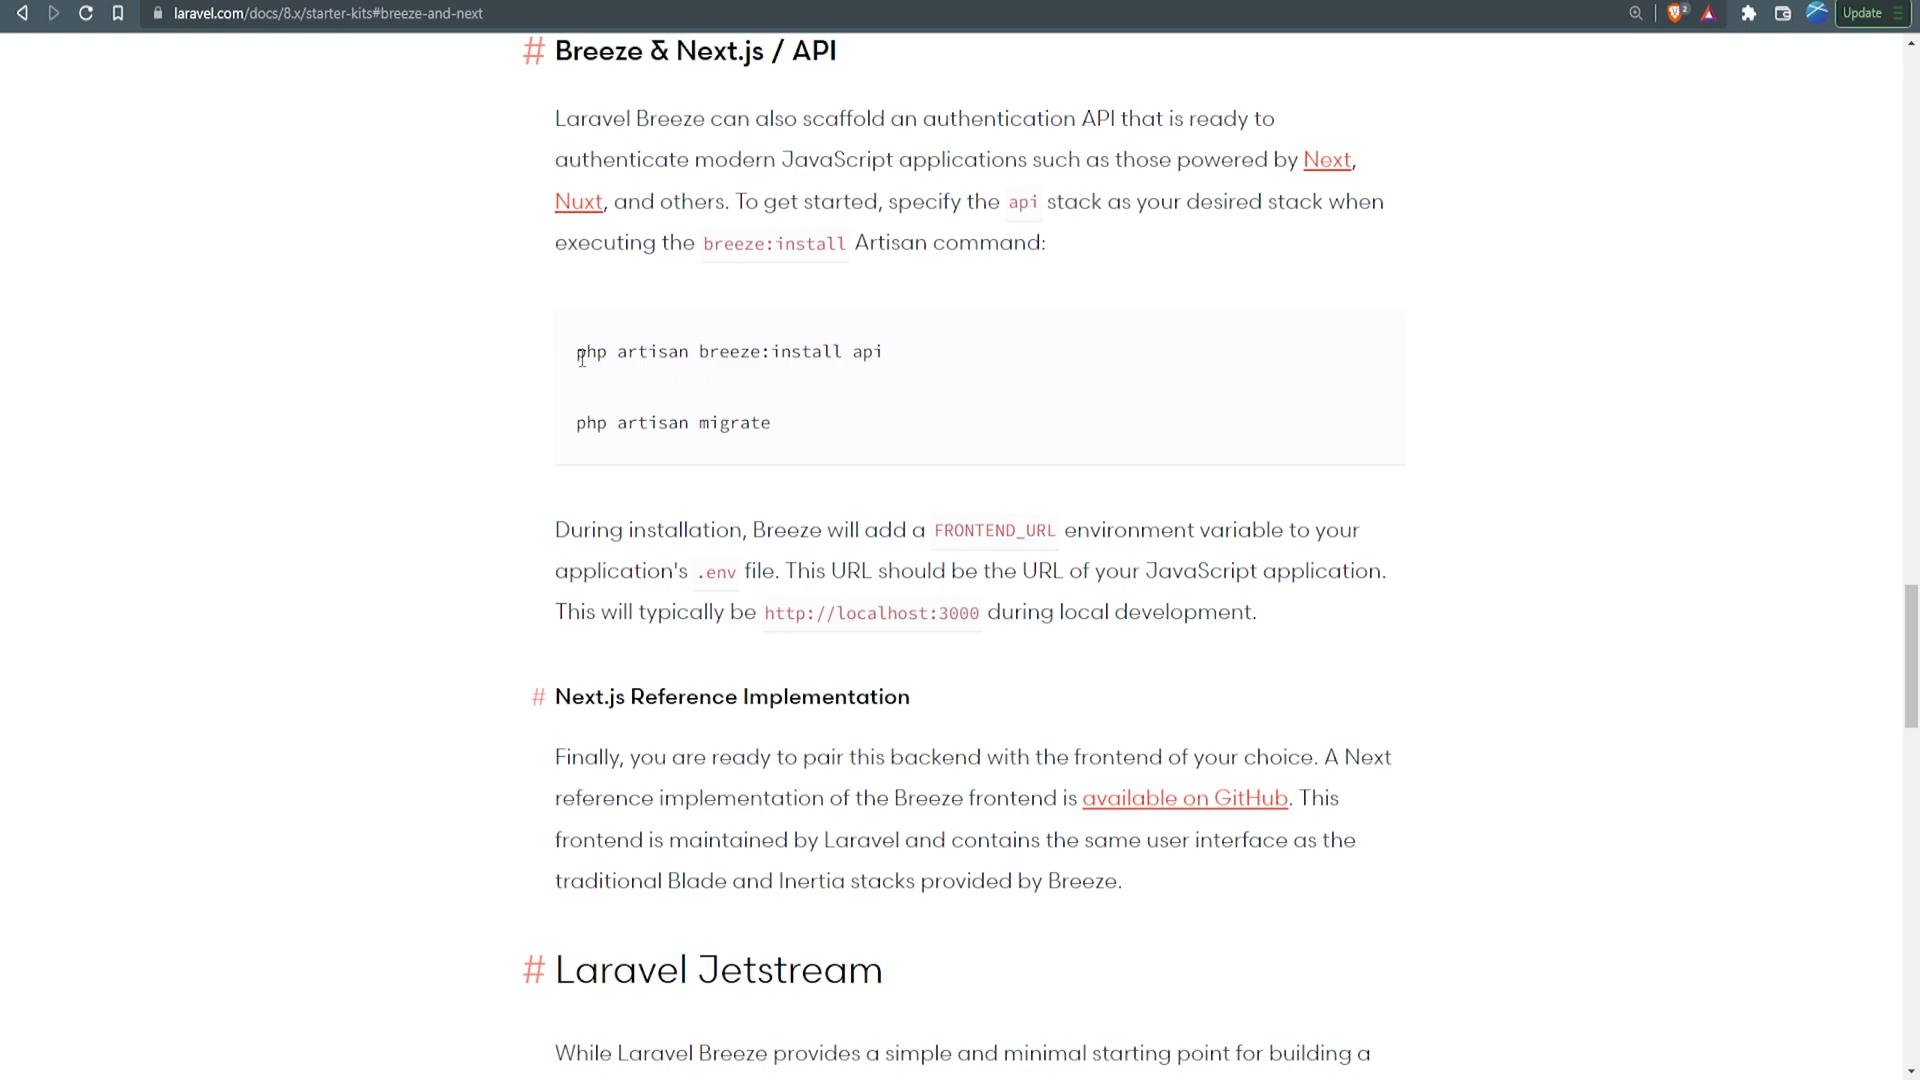 laravel.com/docs/8.x/starter-kits#breeze-and-next
2
Update
# Breeze & Next.js / API
Laravel Breeze can also scaffold an authentication API that is ready to
authenticate modern JavaScript applications such as those powered by Next,
Nuxt, and others. To get started, specify the api stack as your desired stack when
executing the breeze:install Artisan command:
php artisan breeze:install api
php artisan migrate
During installation, Breeze will add a FRONTEND_URL environment variable to your
application's .env file. This URL should be the URL of your JavaScript application.
This will typically be http://localhost:3000 during local development.
# Next.js Reference Implementation
Finally, you are ready to pair this backend with the frontend of your choice. A Next
reference implementation of the Breeze frontend is available on GitHub. This
frontend is maintained by Laravel and contains the same user interface as the
traditional Blade and Inertia stacks provided by Breeze.
# Laravel Jetstream
While Laravel Breeze provides a simple and minimal starting point for building a